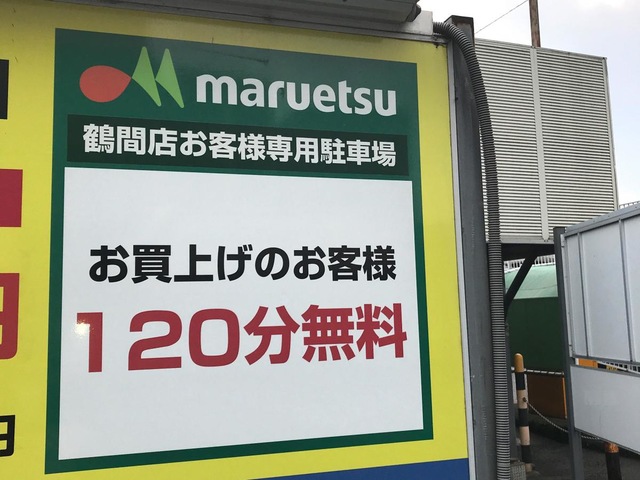 maruetsu
鶴間店お客様専用駐車場
お買上げのお客様
120分無料
円